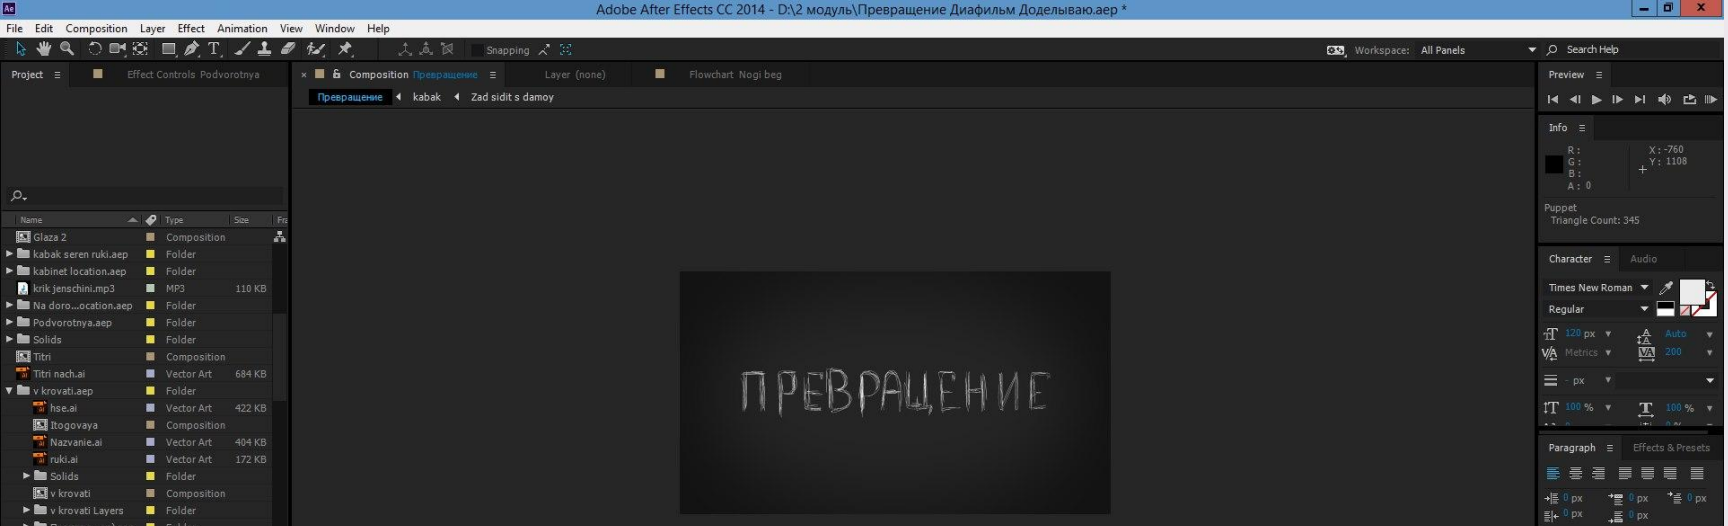 Adobe After Effects CC 2014 - D:\2 модуль\Превращение Диафильм Доделываю.aep *
File Edit Composition Layer Effect Animation View Window Help
Snapping
Workspace: All Panels
Search Help
Project
Effect Controls Podvorotnya
Composition Превращение
Layer (none)
Flowchart Nogi beg
Превращение kabak Zad sidit s damoy
Name Type Size
Glaza 2 Composition
kabak seren ruki.aep Folder
kabinet location.aep Folder
krik jenschini.mp3 MP3 110 KB
Na doro...ocation.aep Folder
Podvorotnya.aep Folder
Solids Folder
Titri Composition
Titri nach.ai Vector Art 684 KB
v krovati.aep Folder
hse.ai Vector Art 422 KB
Itogovaya Composition
Nazvanie.ai Vector Art 404 KB
ruki.ai Vector Art 172 KB
Solids Folder
v krovati Composition
v krovati Layers Folder
ПРЕВРАЩЕНИЕ
Preview
Info
R :
G :
B :
A : 0
X : -760
Y : 1108
Puppet
Triangle Count: 345
Character Audio
Times New Roman
Regular
120 px Auto
Metrics 200
- px
100 % 100 %
Paragraph Effects & Presets
0 px 0 px 0 px
0 px 0 px